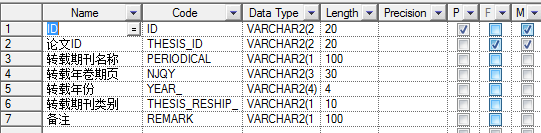 Name Code Data Type Length Precision P F M
1 ID = ID VARCHAR2(2 20
2 论文ID THESIS_ID VARCHAR2(2 20
3 转载期刊名称 PERIODICAL VARCHAR2(1 100
4 转载年卷期页 NJQY VARCHAR2(3 30
5 转载年份 YEAR_ VARCHAR2(4) 4
6 转载期刊类别 THESIS_RESHIP_ VARCHAR2(1 10
7 备注 REMARK VARCHAR2(1 100